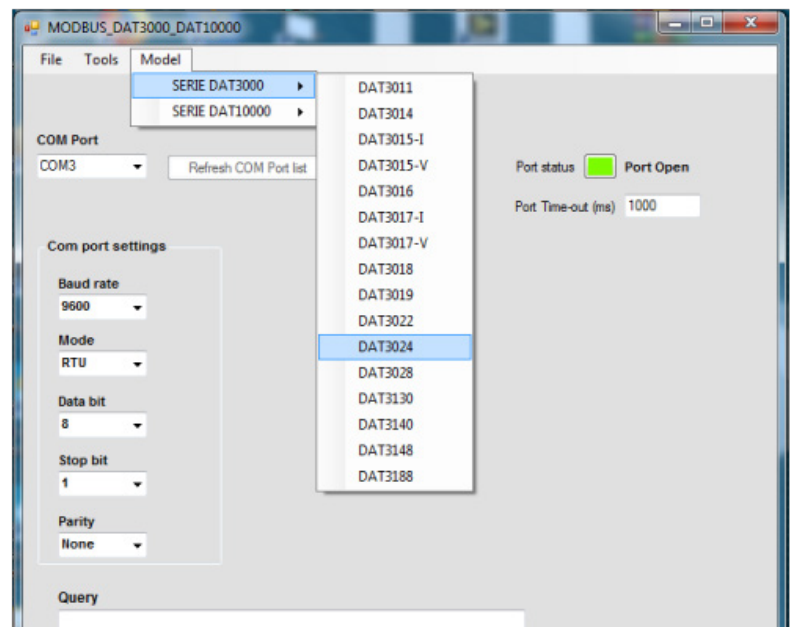 MODBUS_DAT3000_DAT10000
File Tools Model
SERIE DAT3000
SERIE DAT10000
DAT3011
DAT3014
DAT3015-I
DAT3015-V
DAT3016
DAT3017-I
DAT3017-V
DAT3018
DAT3019
DAT3022
DAT3024
DAT3028
DAT3130
DAT3140
DAT3148
DAT3188
COM Port
COM3
Refresh COM Port list
Port status Port Open
Port Time-out (ms) 1000
Com port settings
Baud rate
9600
Mode
RTU
Data bit
8
Stop bit
1
Parity
None
Query